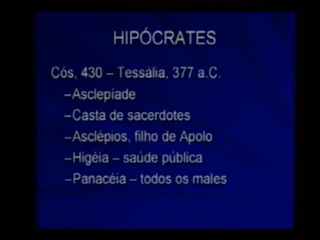 HIPÓCRATES
Cós, 430 – Tessália, 377 a.C.
–Asclepíade
–Casta de sacerdotes
–Asclépios, filho de Apolo
–Higéia – saúde pública
–Panacéia – todos os males